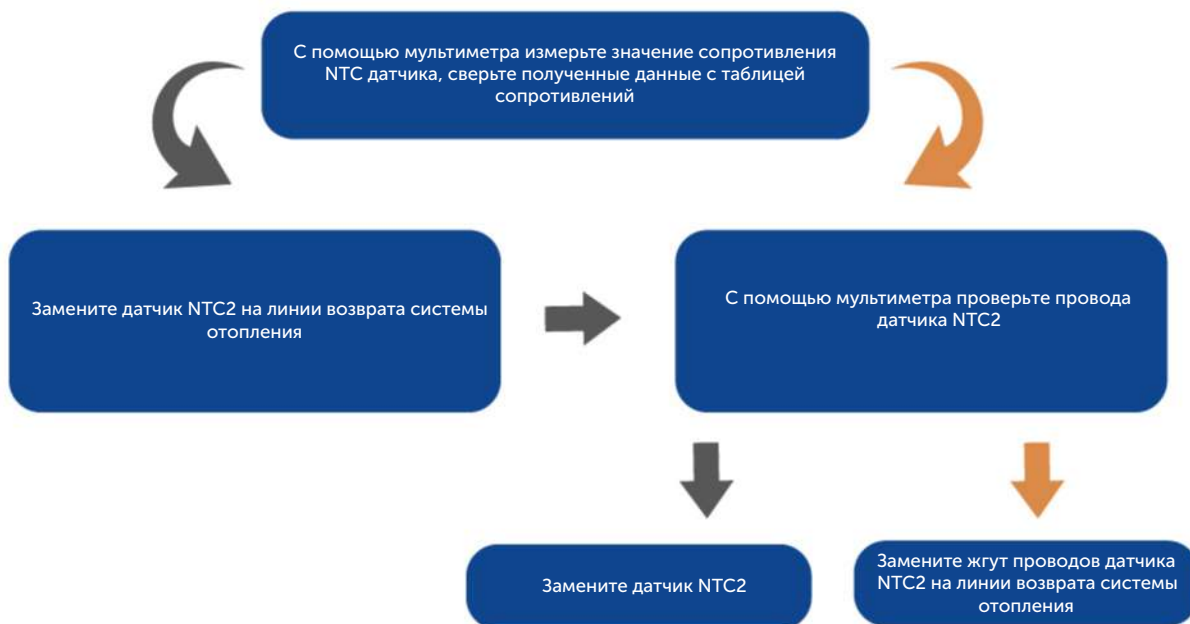 С помощью мультиметра измерьте значение сопротивления
NTC датчика, сверьте полученные данные с таблицей
сопротивлений
Замените датчик NTC2 на линии возврата системы
отопления
С помощью мультиметра проверьте провода
датчика NTC2
Замените датчик NTC2
Замените жгут проводов датчика
NTC2 на линии возврата системы
отопления